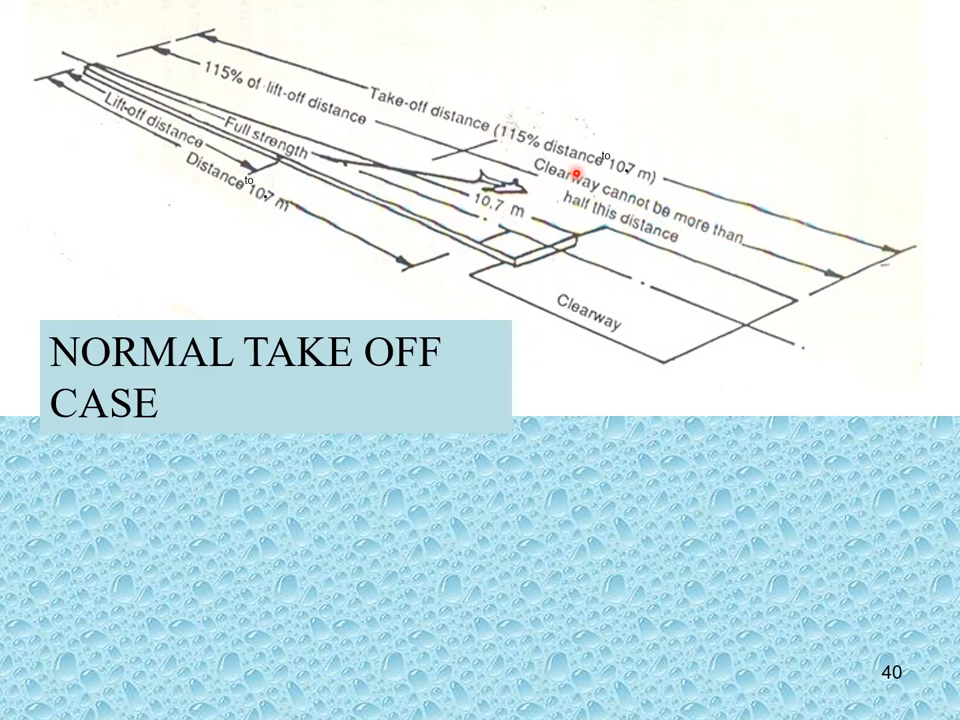 115% of lift-off distance
Take-off distance (115% distance to 10.7 m)
Lift-off distance
Full strength
Distance to 10.7 m
Clearway cannot be more than
half this distance
10.7 m
Clearway
NORMAL TAKE OFF
CASE
40